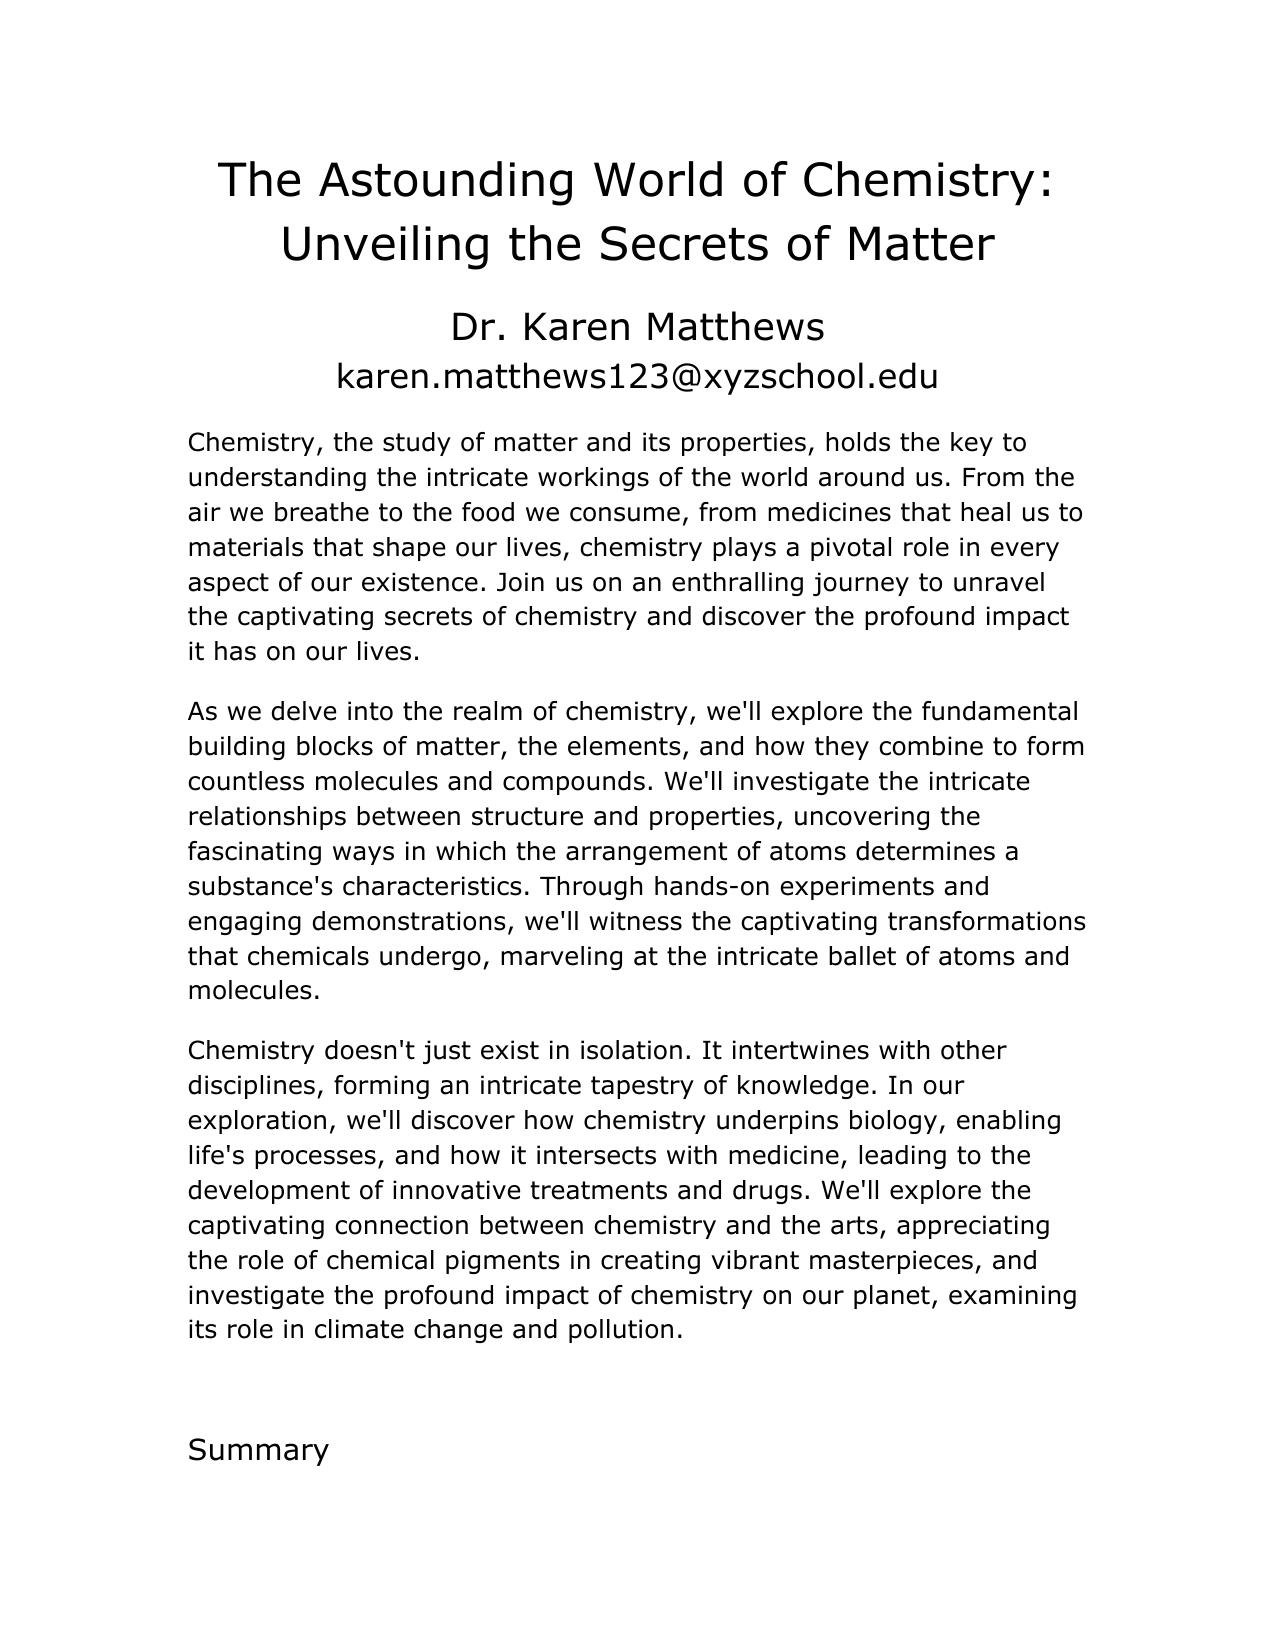 The Astounding World of Chemistry:
Unveiling the Secrets of Matter
Dr. Karen Matthews
karen.matthews123@xyzschool.edu
Chemistry, the study of matter and its properties, holds the key to
understanding the intricate workings of the world around us. From the
air we breathe to the food we consume, from medicines that heal us to
materials that shape our lives, chemistry plays a pivotal role in every
aspect of our existence. Join us on an enthralling journey to unravel
the captivating secrets of chemistry and discover the profound impact
it has on our lives.
As we delve into the realm of chemistry, we'll explore the fundamental
building blocks of matter, the elements, and how they combine to form
countless molecules and compounds. We'll investigate the intricate
relationships between structure and properties, uncovering the
fascinating ways in which the arrangement of atoms determines a
substance's characteristics. Through hands-on experiments and
engaging demonstrations, we'll witness the captivating transformations
that chemicals undergo, marveling at the intricate ballet of atoms and
molecules.
Chemistry doesn't just exist in isolation. It intertwines with other
disciplines, forming an intricate tapestry of knowledge. In our
exploration, we'll discover how chemistry underpins biology, enabling
life's processes, and how it intersects with medicine, leading to the
development of innovative treatments and drugs. We'll explore the
captivating connection between chemistry and the arts, appreciating
the role of chemical pigments in creating vibrant masterpieces, and
investigate the profound impact of chemistry on our planet, examining
its role in climate change and pollution.
Summary